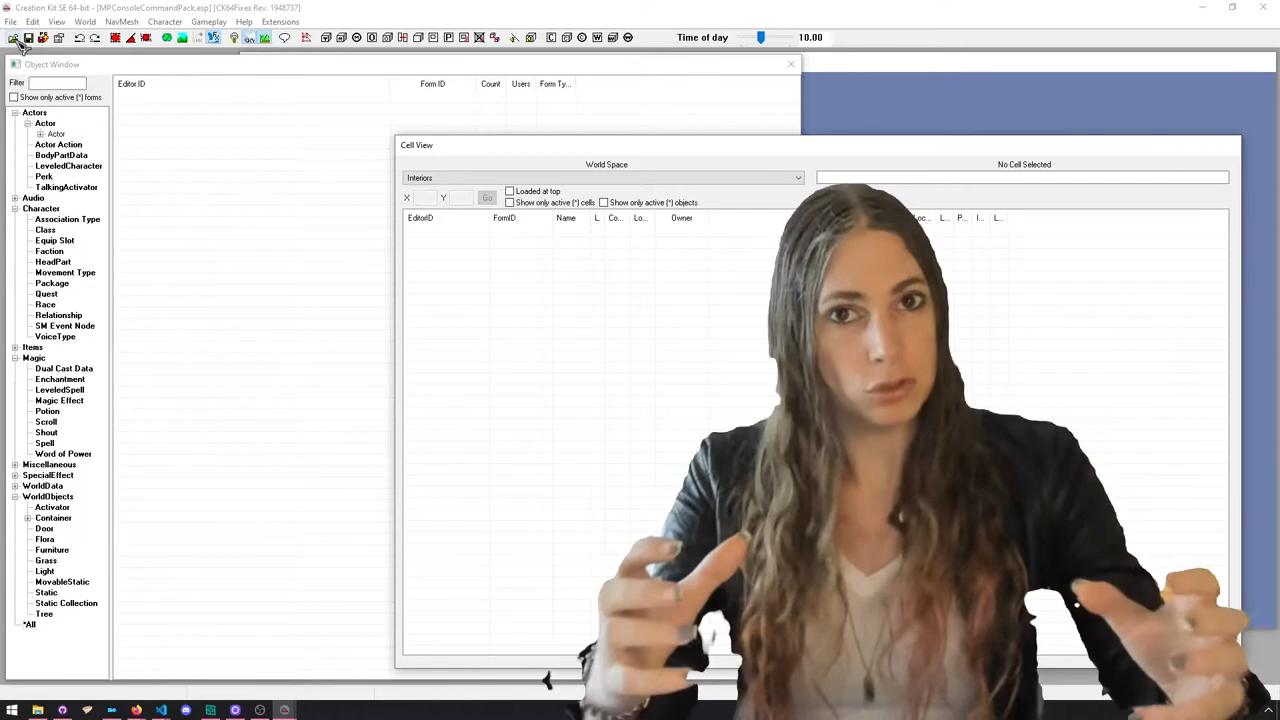 Creation Kit SE 64-bit - [MPConsoleCommandPack.esp] [CK64Fixes Rev. 1948737]
File Edit View World NavMesh Character Gameplay Help Extensions
Time of day 10.00
Object Window
Filter
Show only active (*) forms
Editor ID Form ID Count Users Form Ty...
Actors
Actor
Actor
Actor Action
BodyPartData
LeveledCharacter
Perk
TalkingActivator
Audio
Character
Association Type
Class
Equip Slot
Faction
HeadPart
Movement Type
Package
Quest
Race
Relationship
SM Event Node
VoiceType
Items
Magic
Dual Cast Data
Enchantment
LeveledSpell
Magic Effect
Potion
Scroll
Shout
Spell
Word of Power
Miscellaneous
SpecialEffect
WorldData
WorldObjects
Activator
Container
Door
Flora
Furniture
Grass
Light
MovableStatic
Static
Static Collection
Tree
*All
Cell View
World Space No Cell Selected
Interiors
X Y Go Loaded at top
Show only active (*) cells Show only active (*) objects
EditorID FormID Name L Co... Lo... Owner oc... L... P... I... L...